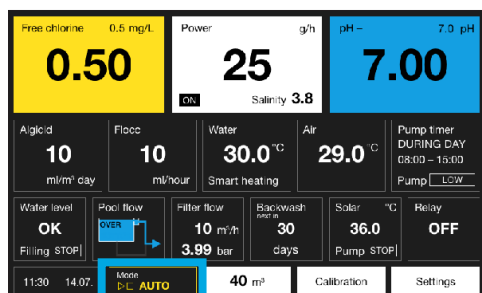 Free chlorine 0.5 mg/L
0.50
Power g/h
25
ON Salinity 3.8
pH – 7.0 pH
7.00
Algicid
10
ml/m³ day
Flocc
10
ml/hour
Water
30.0 °C
Smart heating
Air
29.0 °C
Pump timer
DURING DAY
08:00 – 15:00
Pump LOW
Water level
OK
Filling STOP
Pool flow
OVER
Filter flow
10 m³/h
3.99 bar
Backwash
next in
30
days
Solar °C
36.0
Pump STOP
Relay
OFF
11:30 14.07.
Mode
AUTO
40 m³
Calibration
Settings